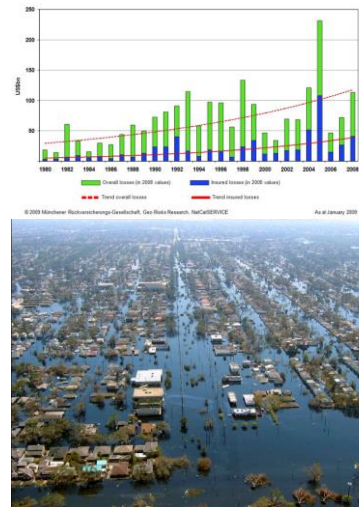 250
200
150
100
50
US$bn
1980 1982 1984 1986 1988 1990 1992 1994 1996 1998 2000 2002 2004 2006 2008
Overall losses (in 2008 values) Insured losses (in 2008 values)
Trend overall losses Trend insured losses
© 2009 Münchener Rückversicherungs-Gesellschaft, Geo Risks Research, NatCatSERVICE As at January 2009